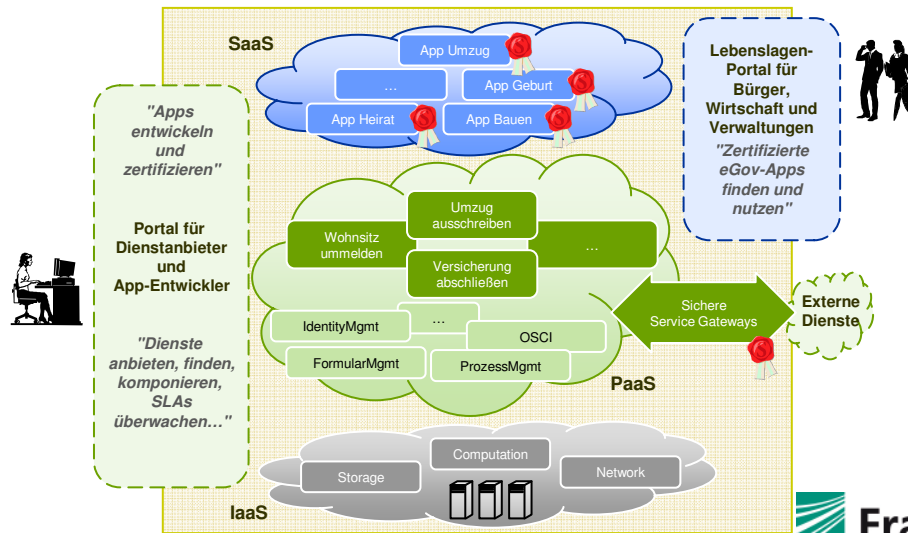 SaaS
App Umzug
…
App Geburt
App Heirat
App Bauen
Lebenslagen-
Portal für
Bürger,
Wirtschaft und
Verwaltungen
"Zertifizierte
eGov-Apps
finden und
nutzen"
"Apps
entwickeln
und
zertifizieren"
Portal für
Dienstanbieter
und
App-Entwickler
"Dienste
anbieten, finden,
komponieren,
SLAs
überwachen…"
Umzug
ausschreiben
Wohnsitz
ummelden
…
Versicherung
abschließen
IdentityMgmt
…
OSCI
FormularMgmt
ProzessMgmt
PaaS
Sichere
Service Gateways
Externe
Dienste
Computation
Storage
Network
IaaS
Fra